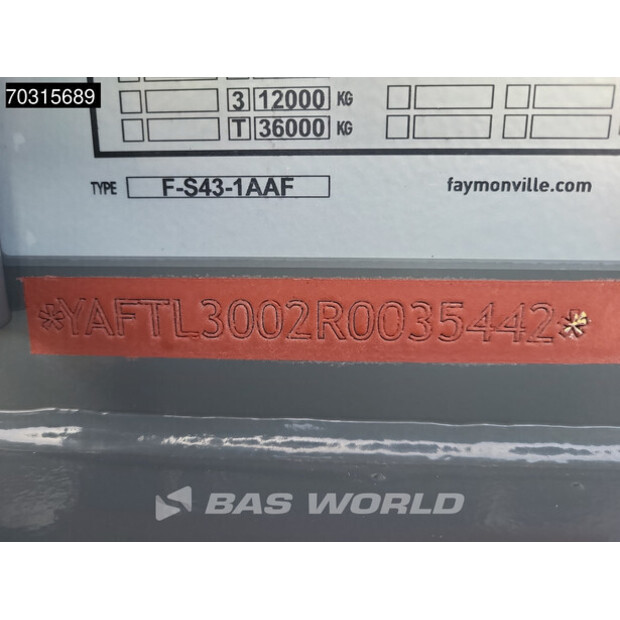 70315689
3 12000 KG
T 36000 KG
TYPE F-S43-1AAF
faymonville.com
*YAFTL3002R0035442*
BAS WORLD